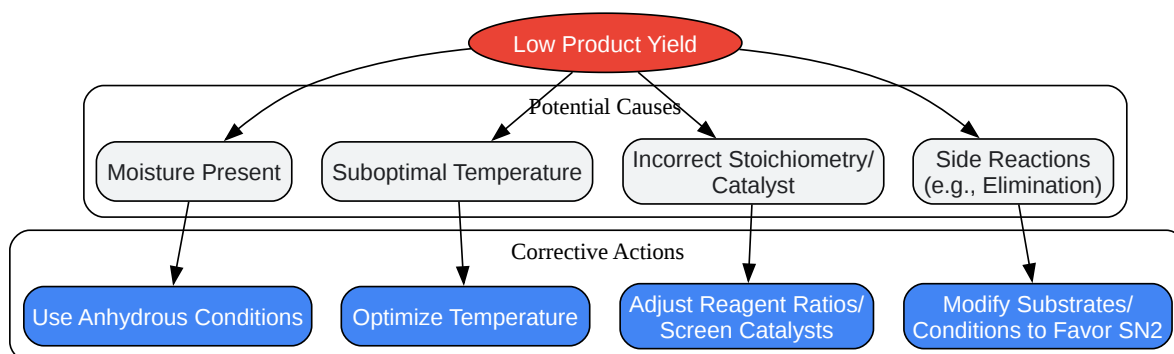 Low Product Yield
Potential Causes
Moisture Present
Suboptimal Temperature
Incorrect Stoichiometry/
Catalyst
Side Reactions
(e.g., Elimination)
Corrective Actions
Use Anhydrous Conditions
Optimize Temperature
Adjust Reagent Ratios/
Screen Catalysts
Modify Substrates/
Conditions to Favor SN2